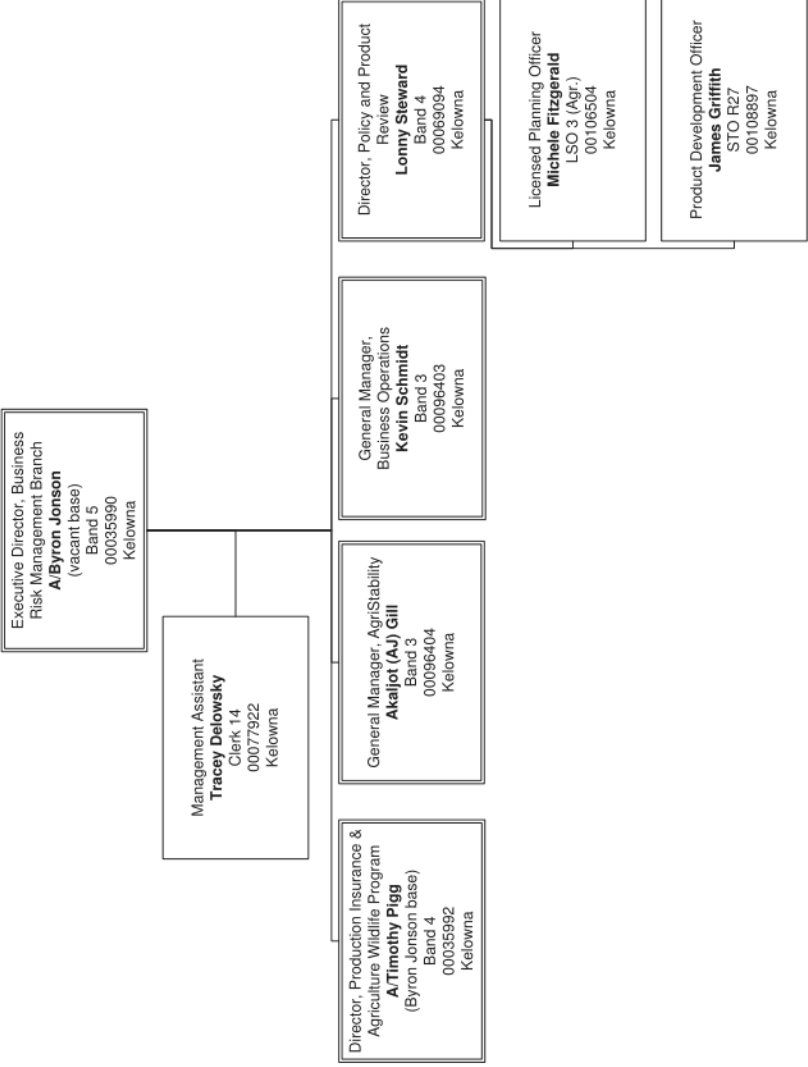 Executive Director, Business
Risk Management Branch
A/Byron Jonson
(vacant base)
Band 5
00035990
Kelowna
Management Assistant
Tracey Delowsky
Clerk 14
00077922
Kelowna
Director, Production Insurance &
Agriculture Wildlife Program
A/Timothy Pigg
(Byron Jonson base)
Band 4
00035992
Kelowna
General Manager, AgriStability
Akaljot (AJ) Gill
Band 3
00096404
Kelowna
General Manager,
Business Operations
Kevin Schmidt
Band 3
00096403
Kelowna
Director, Policy and Product
Review
Lonny Steward
Band 4
00069094
Kelowna
Licensed Planning Officer
Michele Fitzgerald
LSO 3 (Agr.)
00106504
Kelowna
Product Development Officer
James Griffith
STO R27
00108897
Kelowna